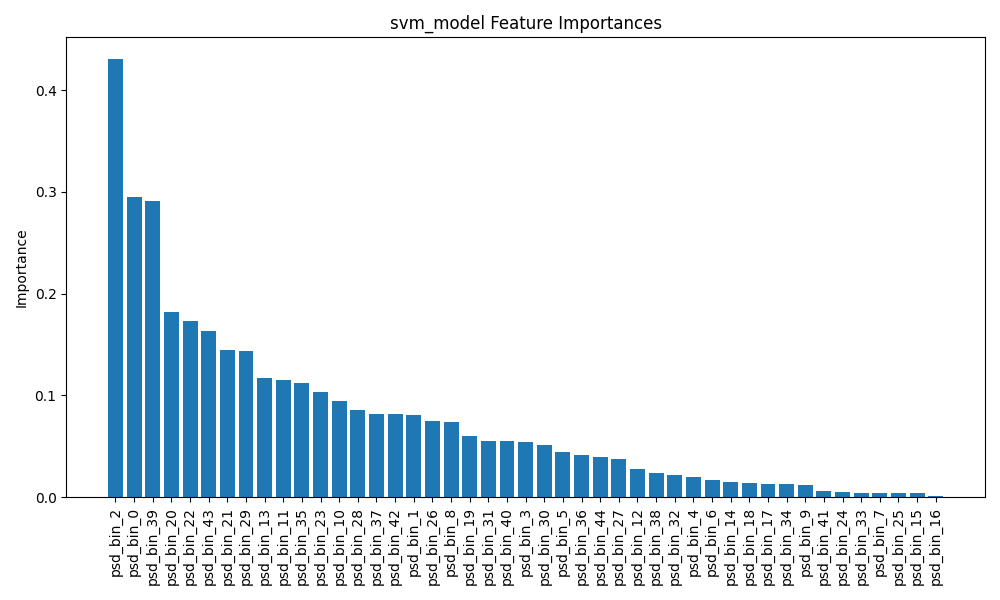 svm_model Feature Importances
Importance
0.4
0.3
0.2
0.1
0.0
psd_bin_2
psd_bin_0
psd_bin_39
psd_bin_20
psd_bin_22
psd_bin_43
psd_bin_21
psd_bin_29
psd_bin_13
psd_bin_11
psd_bin_35
psd_bin_23
psd_bin_10
psd_bin_28
psd_bin_37
psd_bin_42
psd_bin_1
psd_bin_26
psd_bin_8
psd_bin_19
psd_bin_31
psd_bin_40
psd_bin_3
psd_bin_30
psd_bin_5
psd_bin_36
psd_bin_44
psd_bin_27
psd_bin_12
psd_bin_38
psd_bin_32
psd_bin_4
psd_bin_6
psd_bin_14
psd_bin_18
psd_bin_17
psd_bin_34
psd_bin_9
psd_bin_41
psd_bin_24
psd_bin_33
psd_bin_7
psd_bin_25
psd_bin_15
psd_bin_16